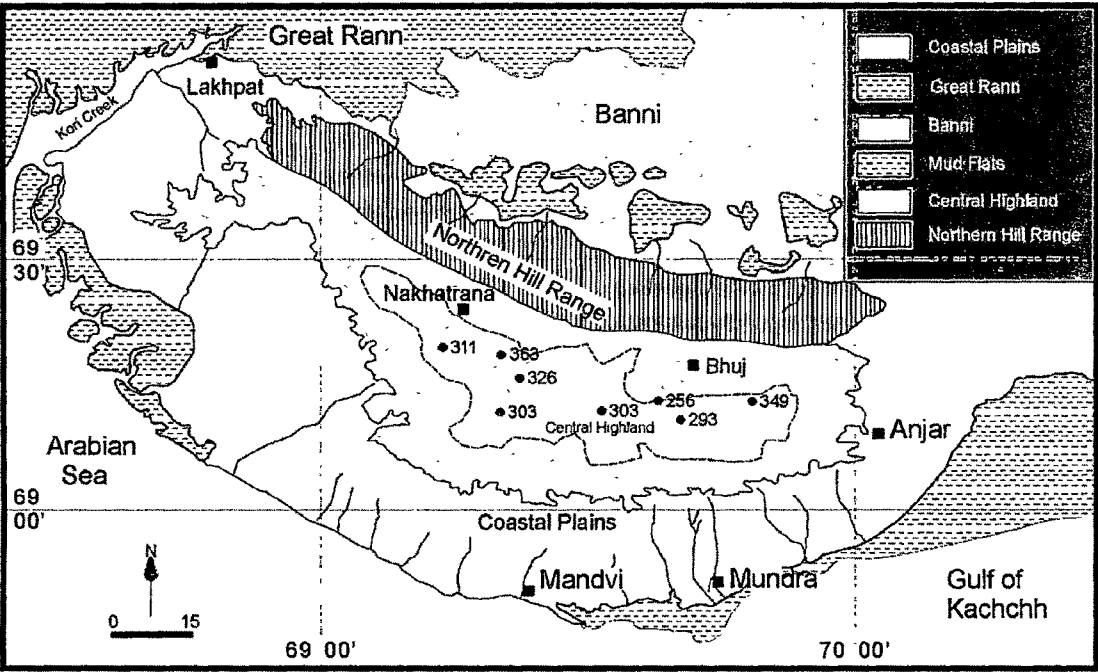 Great Rann
Lakhpat
Kori Creek
Banni
Coastal Plains
Great Rann
Banni
Mud Flats
Central Highland
Northern Hill Range
69
30'
Northren Hill Range
Nakhatrana
311
363
326
303
303
Central Highland
Bhuj
256
293
349
Anjar
Arabian
Sea
69
00'
Coastal Plains
Mandvi
Mundra
Gulf of
Kachchh
N
0 15
69 00'
70 00'